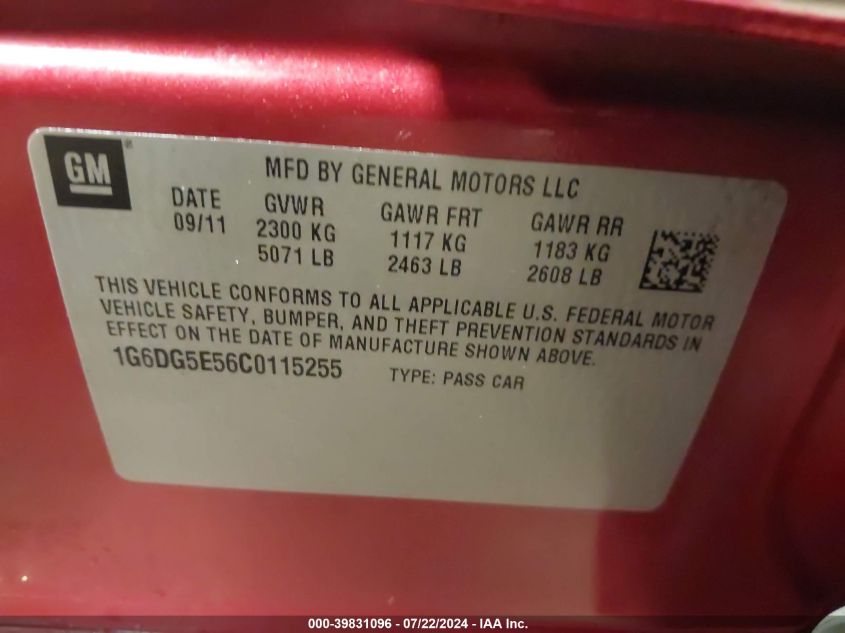 GM
MFD BY GENERAL MOTORS LLC
DATE GVWR GAWR FRT GAWR RR
09/11 2300 KG 1117 KG 1183 KG
5071 LB 2463 LB 2608 LB
THIS VEHICLE CONFORMS TO ALL APPLICABLE U.S. FEDERAL MOTOR
VEHICLE SAFETY, BUMPER, AND THEFT PREVENTION STANDARDS IN
EFFECT ON THE DATE OF MANUFACTURE SHOWN ABOVE.
1G6DG5E56C0115255 TYPE: PASS CAR
000-39831096 - 07/22/2024 - IAA Inc.